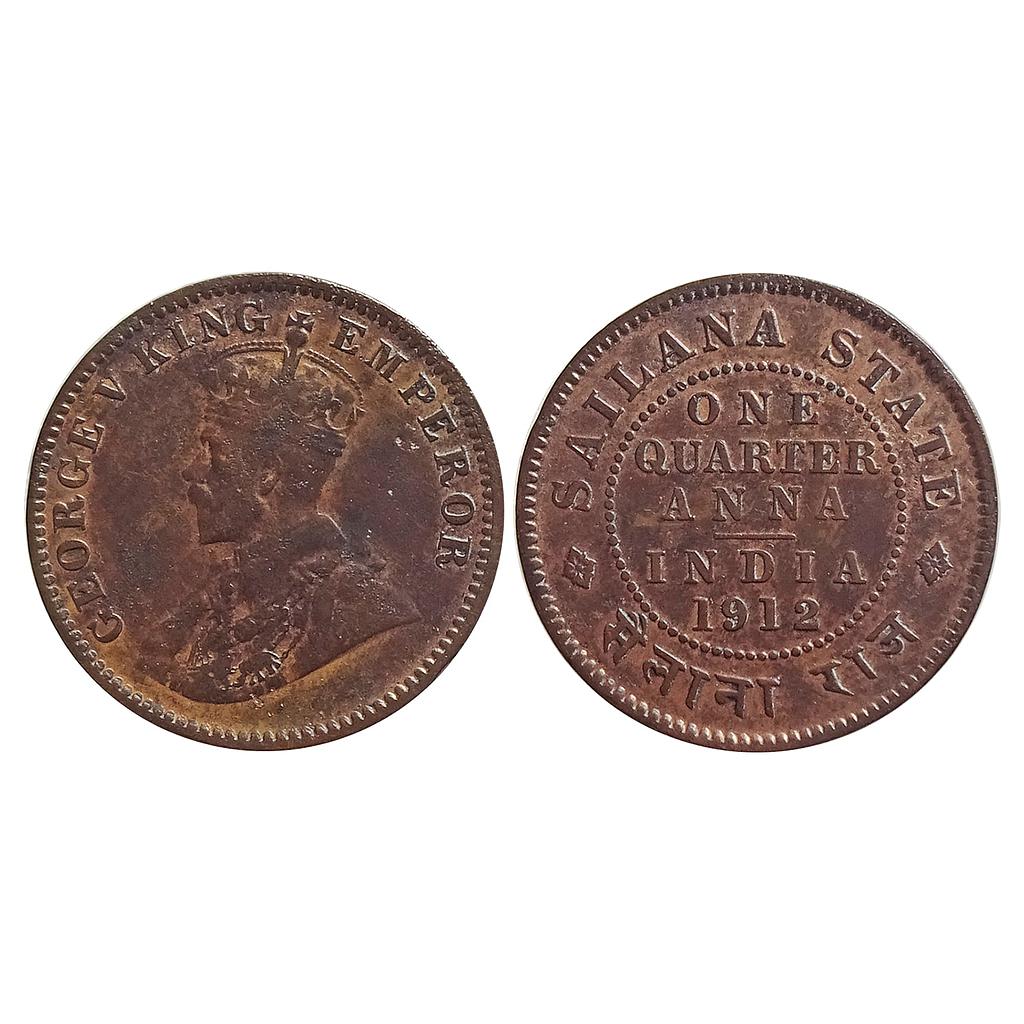 GEORGE V KING EMPEROR
SAILANA STATE
ONE
QUARTER
ANNA
INDIA
1912
सैलाना राज